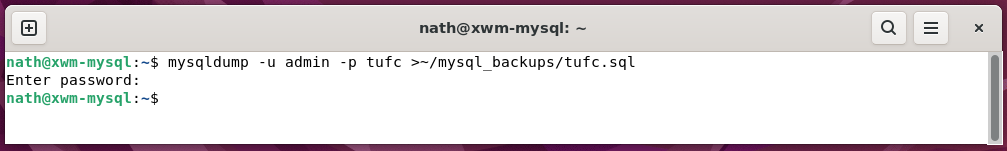 nath@xwm-mysql: ~
nath@xwm-mysql:~$ mysqldump -u admin -p tufc >~/mysql_backups/tufc.sql
Enter password:
nath@xwm-mysql:~$